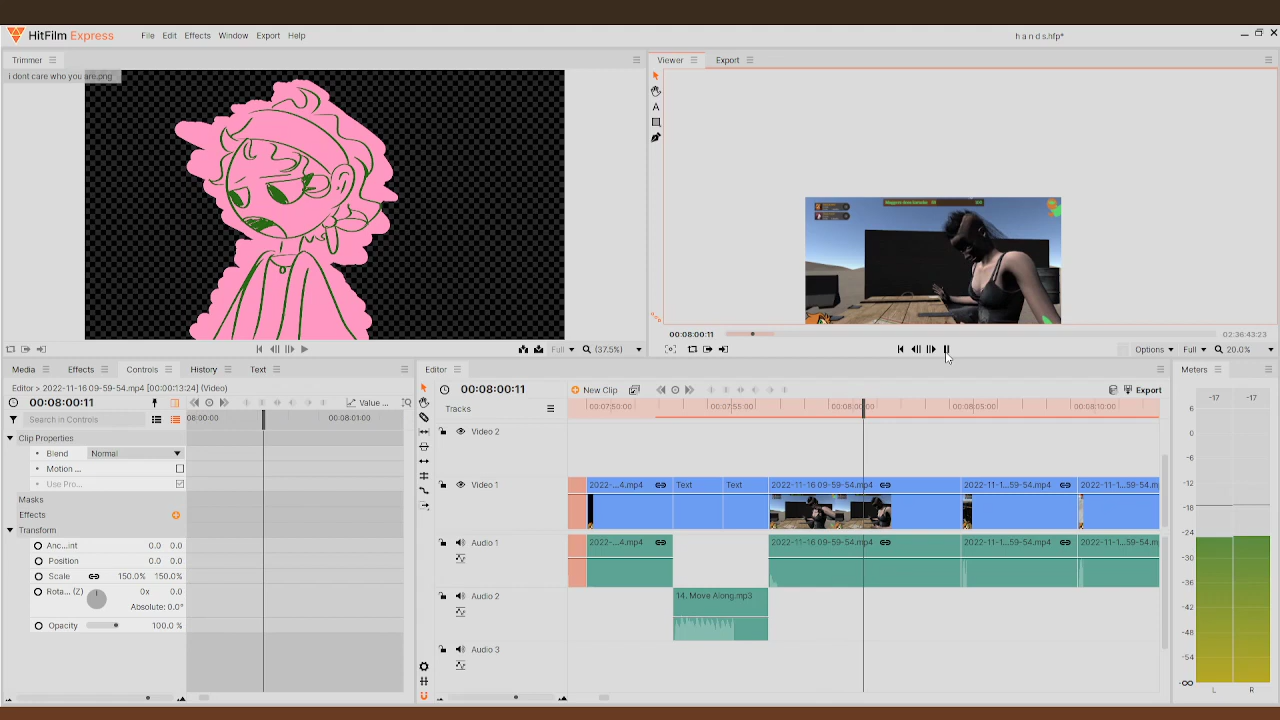 HitFilm Express
File Edit Effects Window Export Help
h a n d s.hfp*
Trimmer
Viewer
Export
i dont care who you are.png
Full
(37.5%)
00:08:00:11
02:36:43:23
Options
Full
20.0%
Media
Effects
Controls
History
Text
Editor
Meters
Editor > 2022-11-16 09-59-54.mp4 [00:00:13:24] (History)
00:08:00:11
Value ...
00:08:00:11
New Clip
Export
-17 -17
Search in Controls
08:00:00
00:08:01:00
Tracks
00:07:50:00
00:07:55:00
00:08:00:00
00:08:05:00
00:08:10:00
Clip Properties
Blend Normal
Motion ...
Use Pro...
Masks
Effects
Transform
Anc...int 0.0 0.0
Position 0.0 0.0
Scale 150.0% 150.0%
Rota... (Z) 0x 0.0
Absolute: 0.0°
Opacity 100.0 %
Video 2
Video 1
2022-...4.mp4
Text
Text
2022-11-16 09-59-54.mp4
2022-11-1...59-54.mp4
2022-11-1...59-54.m
Audio 1
...4.mp4
2022-11-16 09-59-54.mp4
2022-11-1...59-54.mp4
2022-11-1...59-54.m
Audio 2
14. Move Along.mp3
Audio 3
6
0
-6
-12
-18
-24
-30
-36
-42
-48
-54
-∞
L R